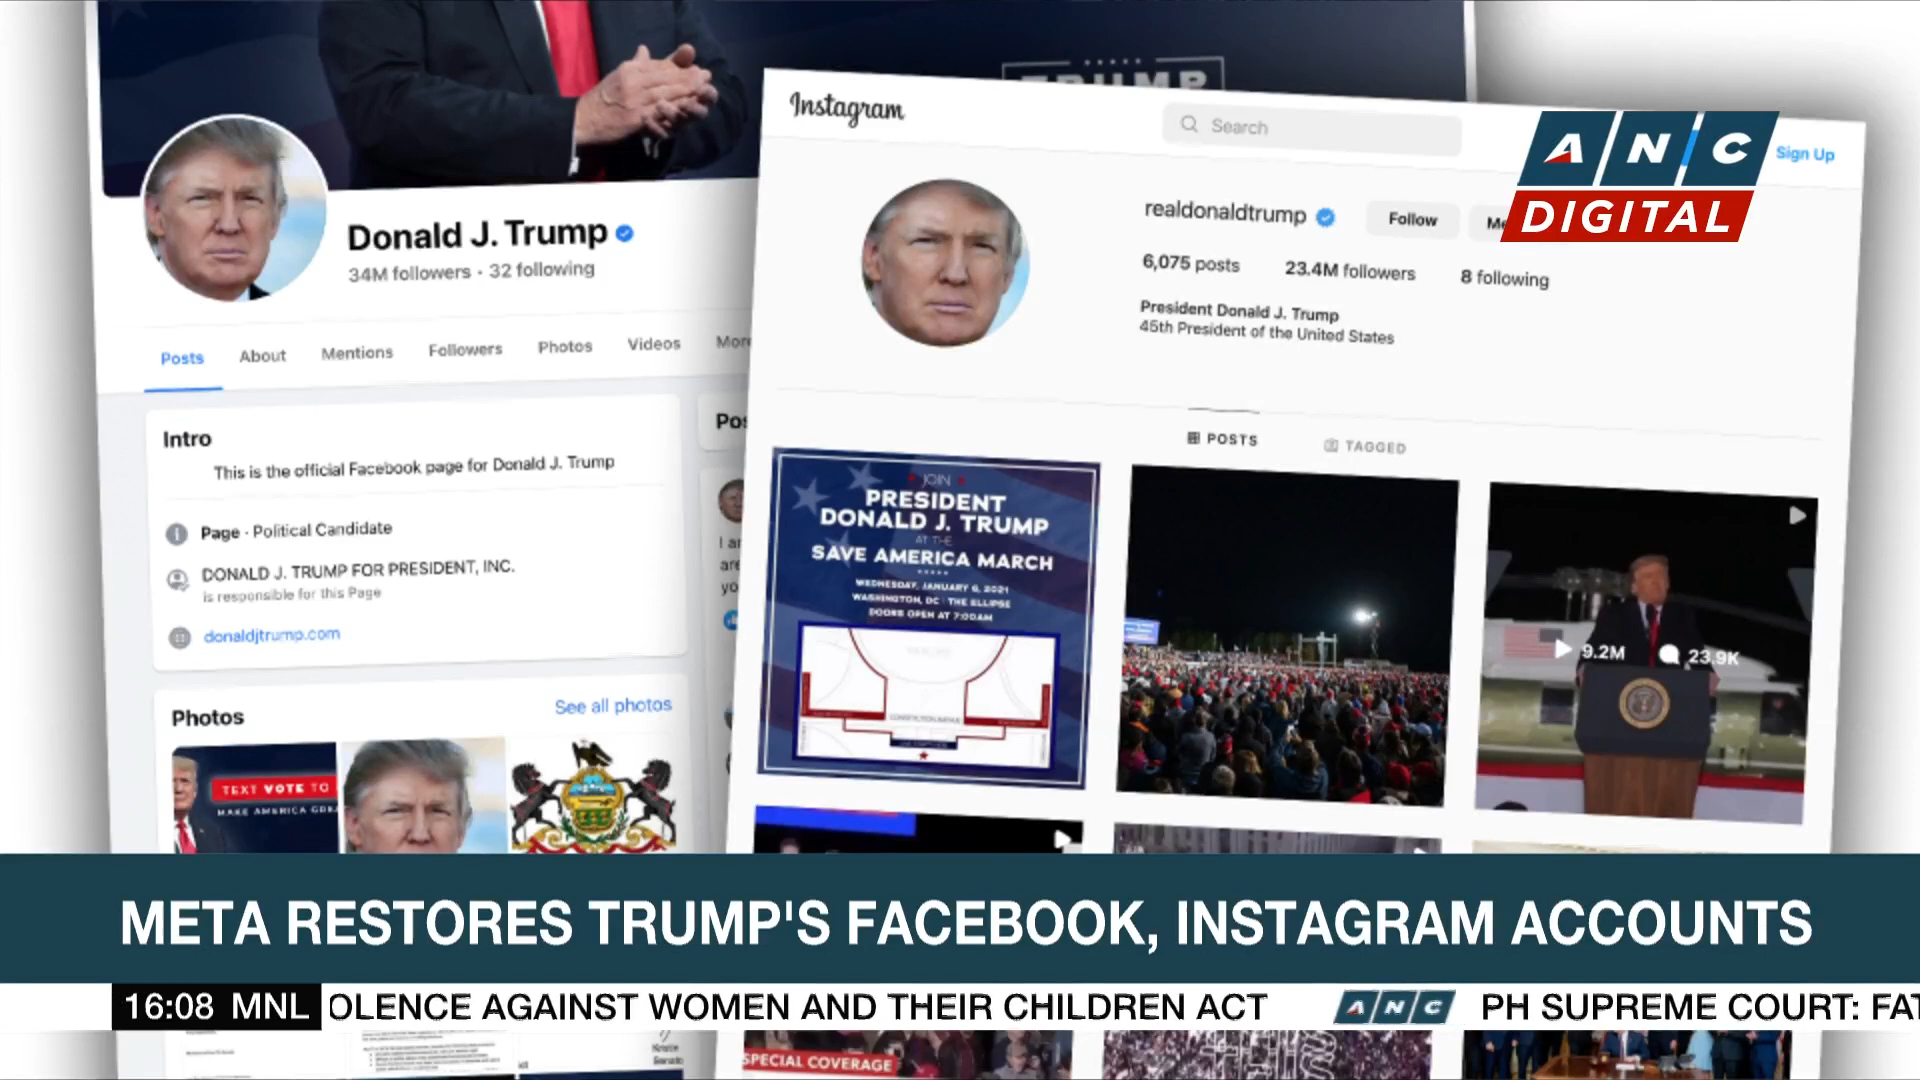 TRUMP
Instagram
Search
Sign Up
ANC
DIGITAL
Donald J. Trump
34M followers · 32 following
realdonaldtrump
Follow
6,075 posts
23.4M followers
8 following
President Donald J. Trump
45th President of the United States
Posts
About
Mentions
Followers
Photos
Videos
More
POSTS
TAGGED
Intro
This is the official Facebook page for Donald J. Trump
Page · Political Candidate
DONALD J. TRUMP FOR PRESIDENT, INC.
is responsible for this Page
donaldjtrump.com
Photos
See all photos
TEXT VOTE TO
JOIN
PRESIDENT
DONALD J. TRUMP
AT THE
SAVE AMERICA MARCH
WEDNESDAY, JANUARY 6, 2021
WASHINGTON, DC · THE ELLIPSE
DOORS OPEN AT 7:00AM
CONSTITUTION AVENUE
9.2M
23.9K
META RESTORES TRUMP'S FACEBOOK, INSTAGRAM ACCOUNTS
16:08 MNL
OLENCE AGAINST WOMEN AND THEIR CHILDREN ACT
ANC
PH SUPREME COURT: FAT
SPECIAL COVERAGE